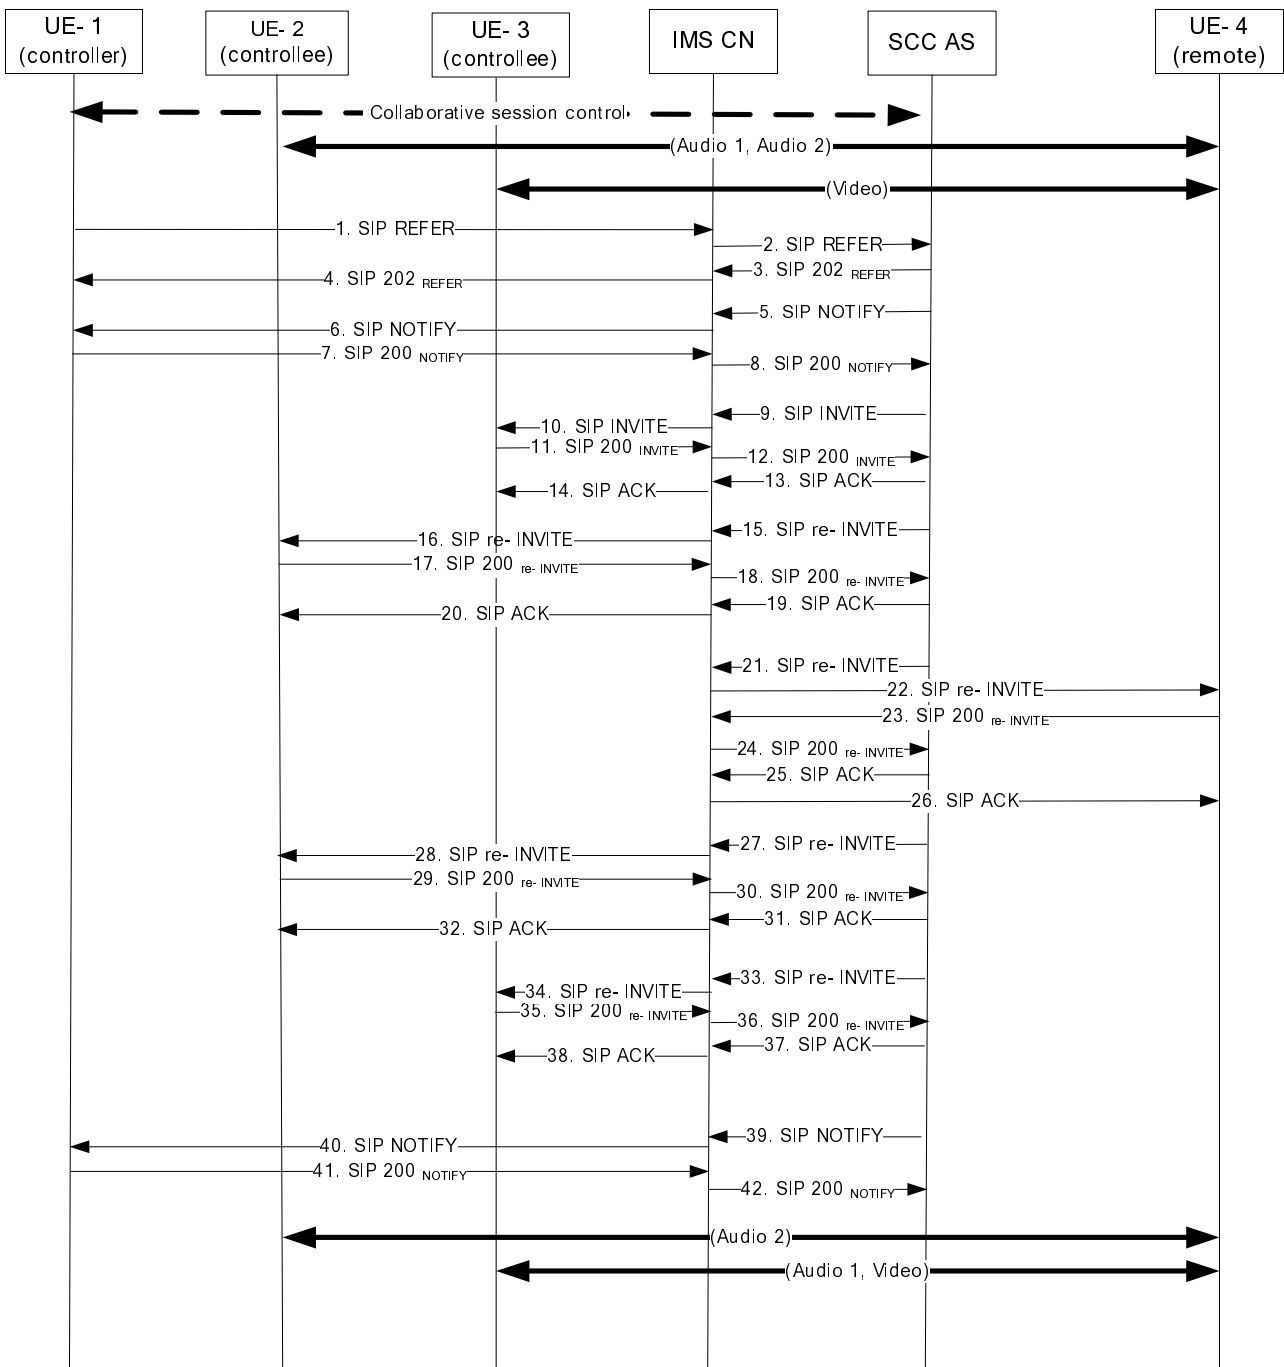 UE- 1
(controller)
UE- 2
(controllee)
UE- 3
(controllee)
IMS CN
SCC AS
UE- 4
(remote)
Collaborative session control
(Audio 1, Audio 2)
(Video)
1. SIP REFER
2. SIP REFER
3. SIP 202 REFER
4. SIP 202 REFER
5. SIP NOTIFY
6. SIP NOTIFY
7. SIP 200 NOTIFY
8. SIP 200 NOTIFY
9. SIP INVITE
10. SIP INVITE
11. SIP 200 INVITE
12. SIP 200 INVITE
13. SIP ACK
14. SIP ACK
15. SIP re- INVITE
16. SIP re- INVITE
17. SIP 200 re- INVITE
18. SIP 200 re- INVITE
19. SIP ACK
20. SIP ACK
21. SIP re- INVITE
22. SIP re- INVITE
23. SIP 200 re- INVITE
24. SIP 200 re- INVITE
25. SIP ACK
26. SIP ACK
27. SIP re- INVITE
28. SIP re- INVITE
29. SIP 200 re- INVITE
30. SIP 200 re- INVITE
31. SIP ACK
32. SIP ACK
33. SIP re- INVITE
34. SIP re- INVITE
35. SIP 200 re- INVITE
36. SIP 200 re- INVITE
37. SIP ACK
38. SIP ACK
39. SIP NOTIFY
40. SIP NOTIFY
41. SIP 200 NOTIFY
42. SIP 200 NOTIFY
(Audio 2)
(Audio 1, Video)